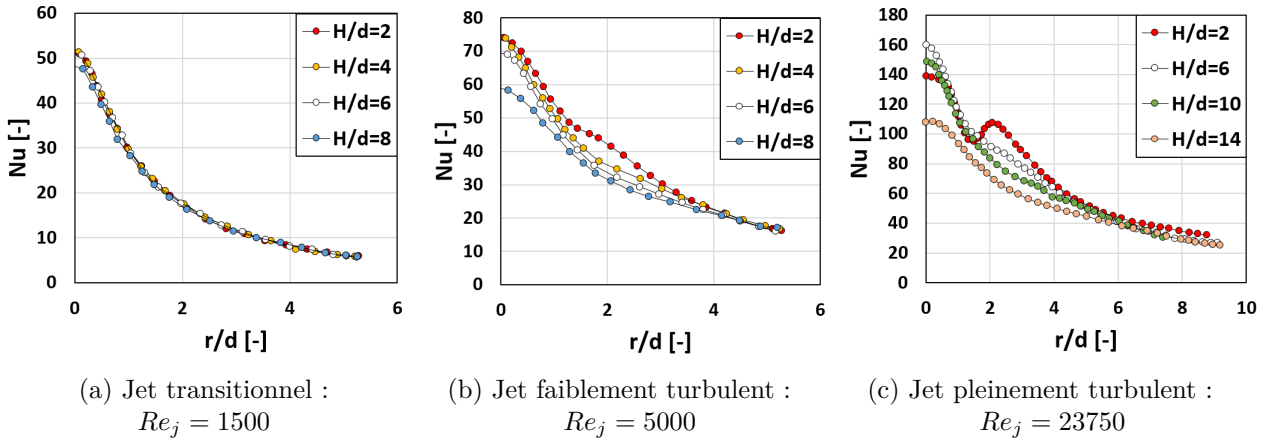 60
50
40
30
20
10
0
0
2
4
6
Nu [-]
r/d [-]
H/d=2
H/d=4
H/d=6
H/d=8
80
70
60
50
40
30
20
10
0
0
1
2
3
4
5
6
Nu [-]
r/d [-]
H/d=2
H/d=4
H/d=6
H/d=8
180
160
140
120
100
80
60
40
20
0
0
2
4
6
8
10
Nu [-]
r/d [-]
H/d=2
H/d=6
H/d=10
H/d=14
(a) Jet transitionnel :
Re_j = 1500
(b) Jet faiblement turbulent :
Re_j = 5000
(c) Jet pleinement turbulent :
Re_j = 23750